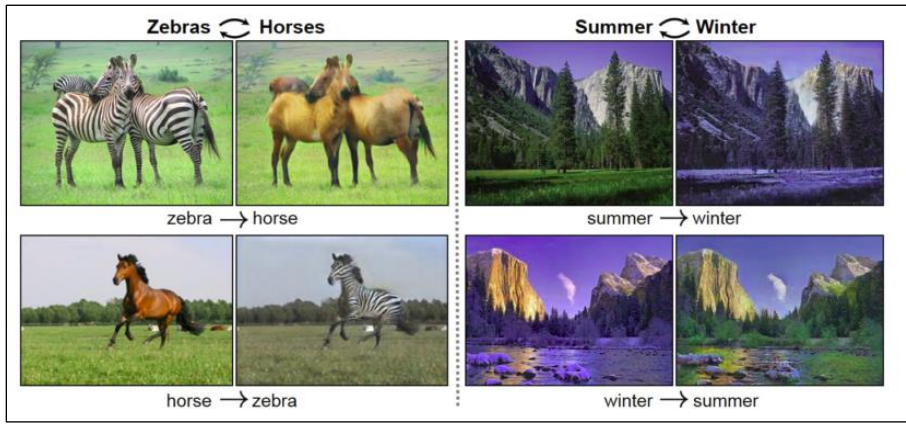 Zebras Horses
zebra → horse
horse → zebra
Summer Winter
summer → winter
winter → summer